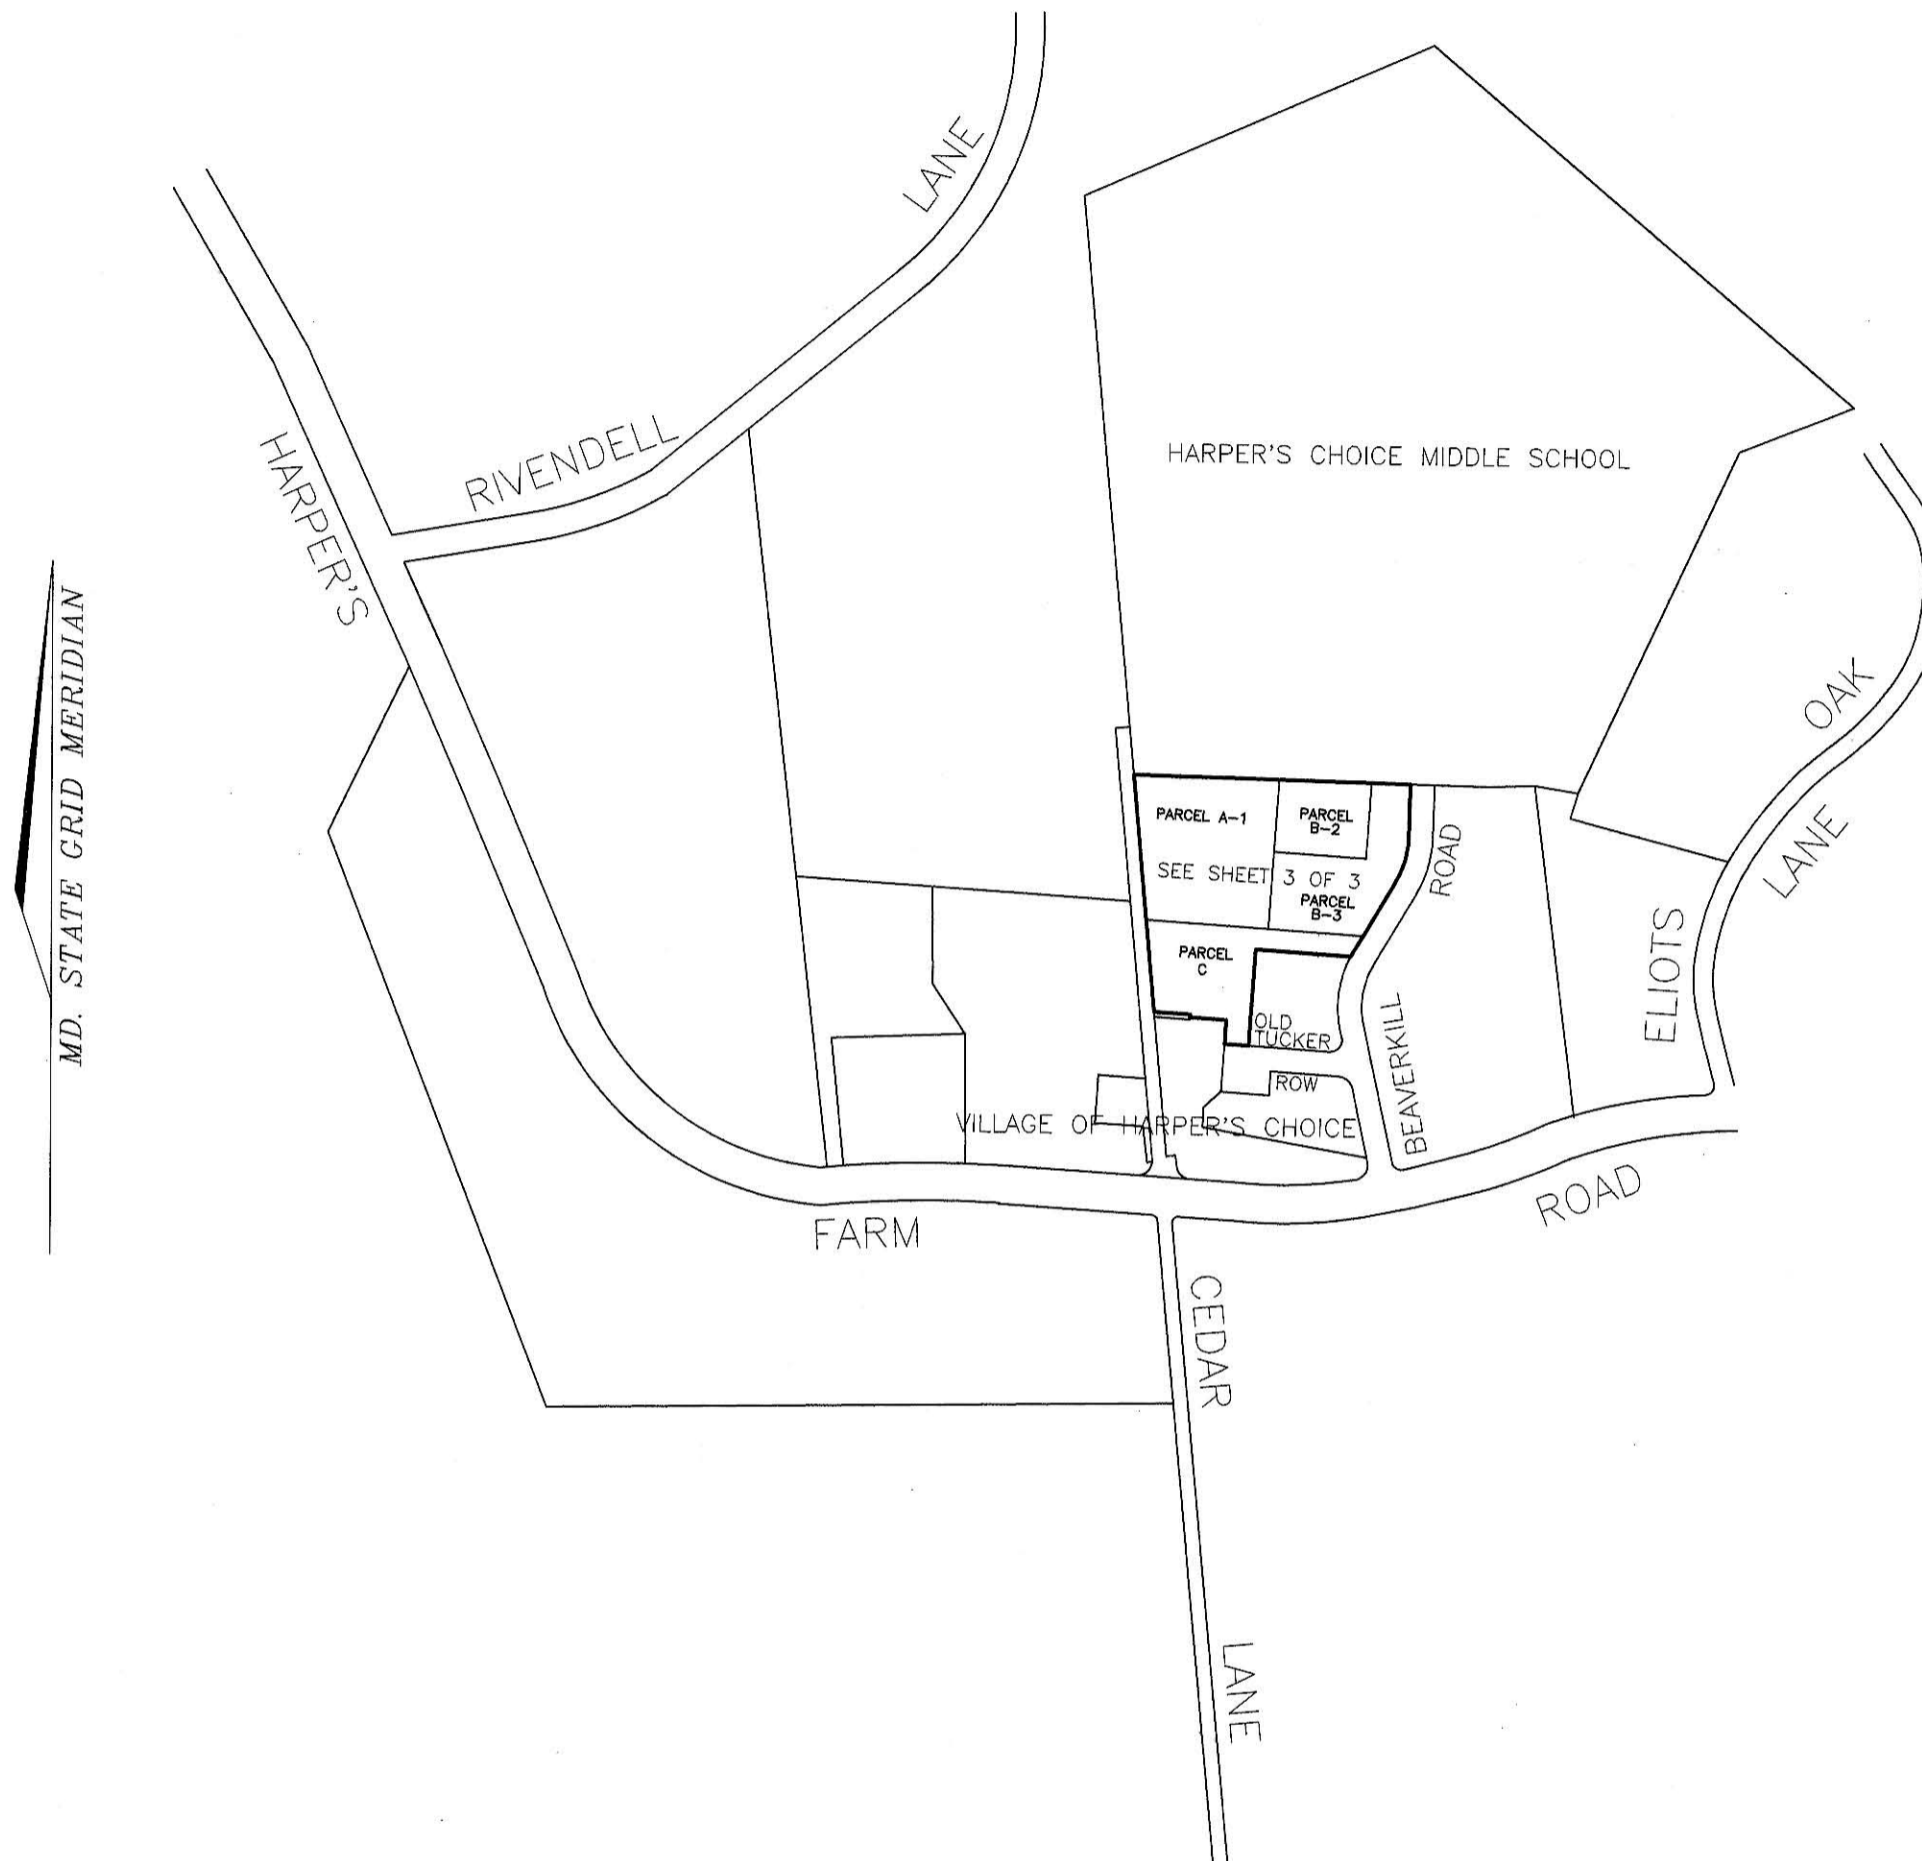 LANE
RIVENDELL
HARPER'S
HARPER'S CHOICE MIDDLE SCHOOL
MD. STATE GRID MERIDIAN
OAK
LANE
ELIOTS
PARCEL A-1
PARCEL
B-2
SEE SHEET 3 OF 3
PARCEL
B-3
PARCEL
C
ROAD
BEAVERKILL
OLD
TUCKER
ROW
VILLAGE OF HARPER'S CHOICE
FARM
ROAD
CEDAR
LANE